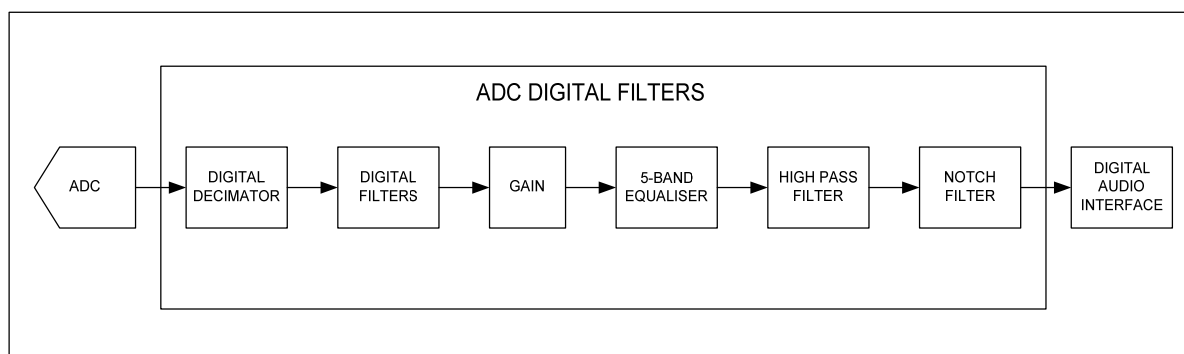 ADC DIGITAL FILTERS
ADC
DIGITAL
DECIMATOR
DIGITAL
FILTERS
GAIN
5-BAND
EQUALISER
HIGH PASS
FILTER
NOTCH
FILTER
DIGITAL
AUDIO
INTERFACE